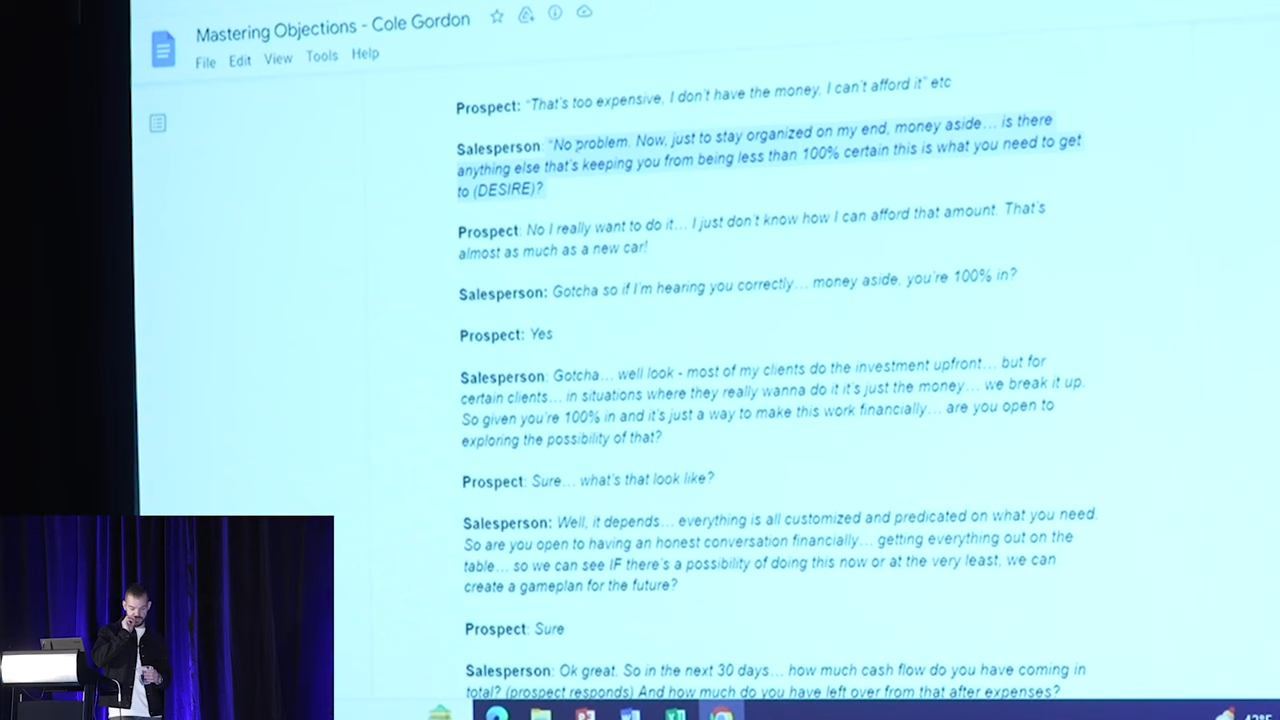 Mastering Objections - Cole Gordon
File Edit View Tools Help
Prospect: "That's too expensive, I don't have the money, I can't afford it" etc
Salesperson: "No problem. Now, just to stay organized on my end, money aside... is there
anything else that's keeping you from being less than 100% certain this is what you need to get
to (DESIRE)?
Prospect: No I really want to do it... I just don't know how I can afford that amount. That's
almost as much as a new car!
Salesperson: Gotcha so if I'm hearing you correctly... money aside, you're 100% in?
Prospect: Yes
Salesperson: Gotcha... well look - most of my clients do the investment upfront... but for
certain clients... in situations where they really wanna do it it's just the money... we break it up.
So given you're 100% in and it's just a way to make this work financially... are you open to
exploring the possibility of that?
Prospect: Sure... what's that look like?
Salesperson: Well, it depends... everything is all customized and predicated on what you need.
So are you open to having an honest conversation financially... getting everything out on the
table... so we can see IF there's a possibility of doing this now or at the very least, we can
create a gameplan for the future?
Prospect: Sure
Salesperson: Ok great. So in the next 30 days... how much cash flow do you have coming in
total? (prospect responds) And how much do you have left over from that after expenses?